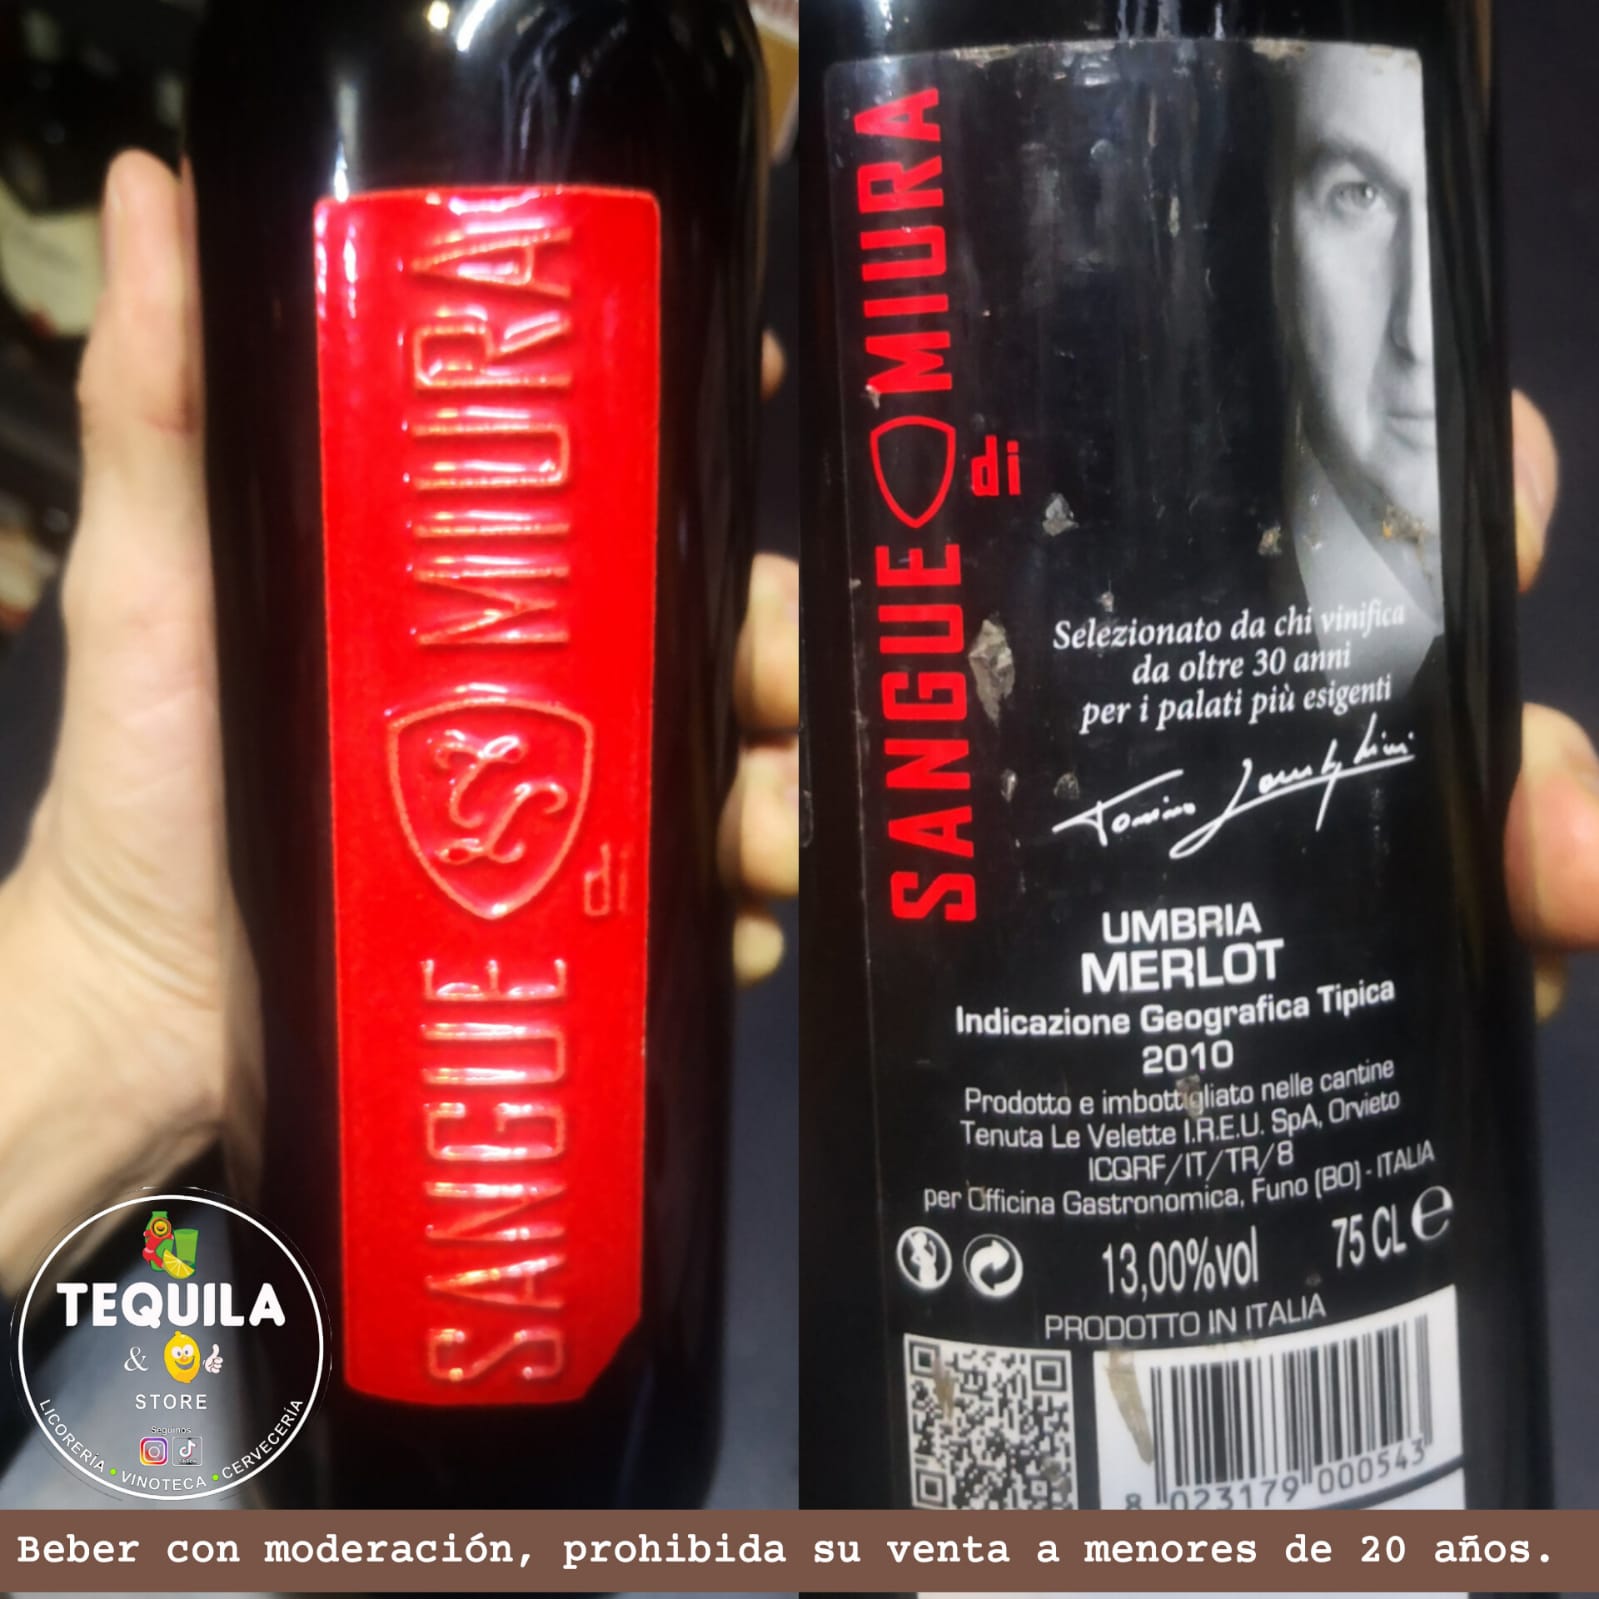 SANGUE di MIURA
SANGUE di MIURA
Selezionato da chi vinifica
da oltre 30 anni
per i palati più esigenti
Tonino Lamborghini
UMBRIA
MERLOT
Indicazione Geografica Tipica
2010
Prodotto e imbottigliato nelle cantine
Tenuta Le Velette I.R.E.U. SpA, Orvieto
ICQRF/IT/TR/8
per Officina Gastronomica, Funo (BO) - ITALIA
13,00%vol 75 CL e
PRODOTTO IN ITALIA
8 023179 000543
TEQUILA
&
STORE
Seguinos
LICORERÍA • VINOTECA • CERVECERÍA
Beber con moderación, prohibida su venta a menores de 20 años.